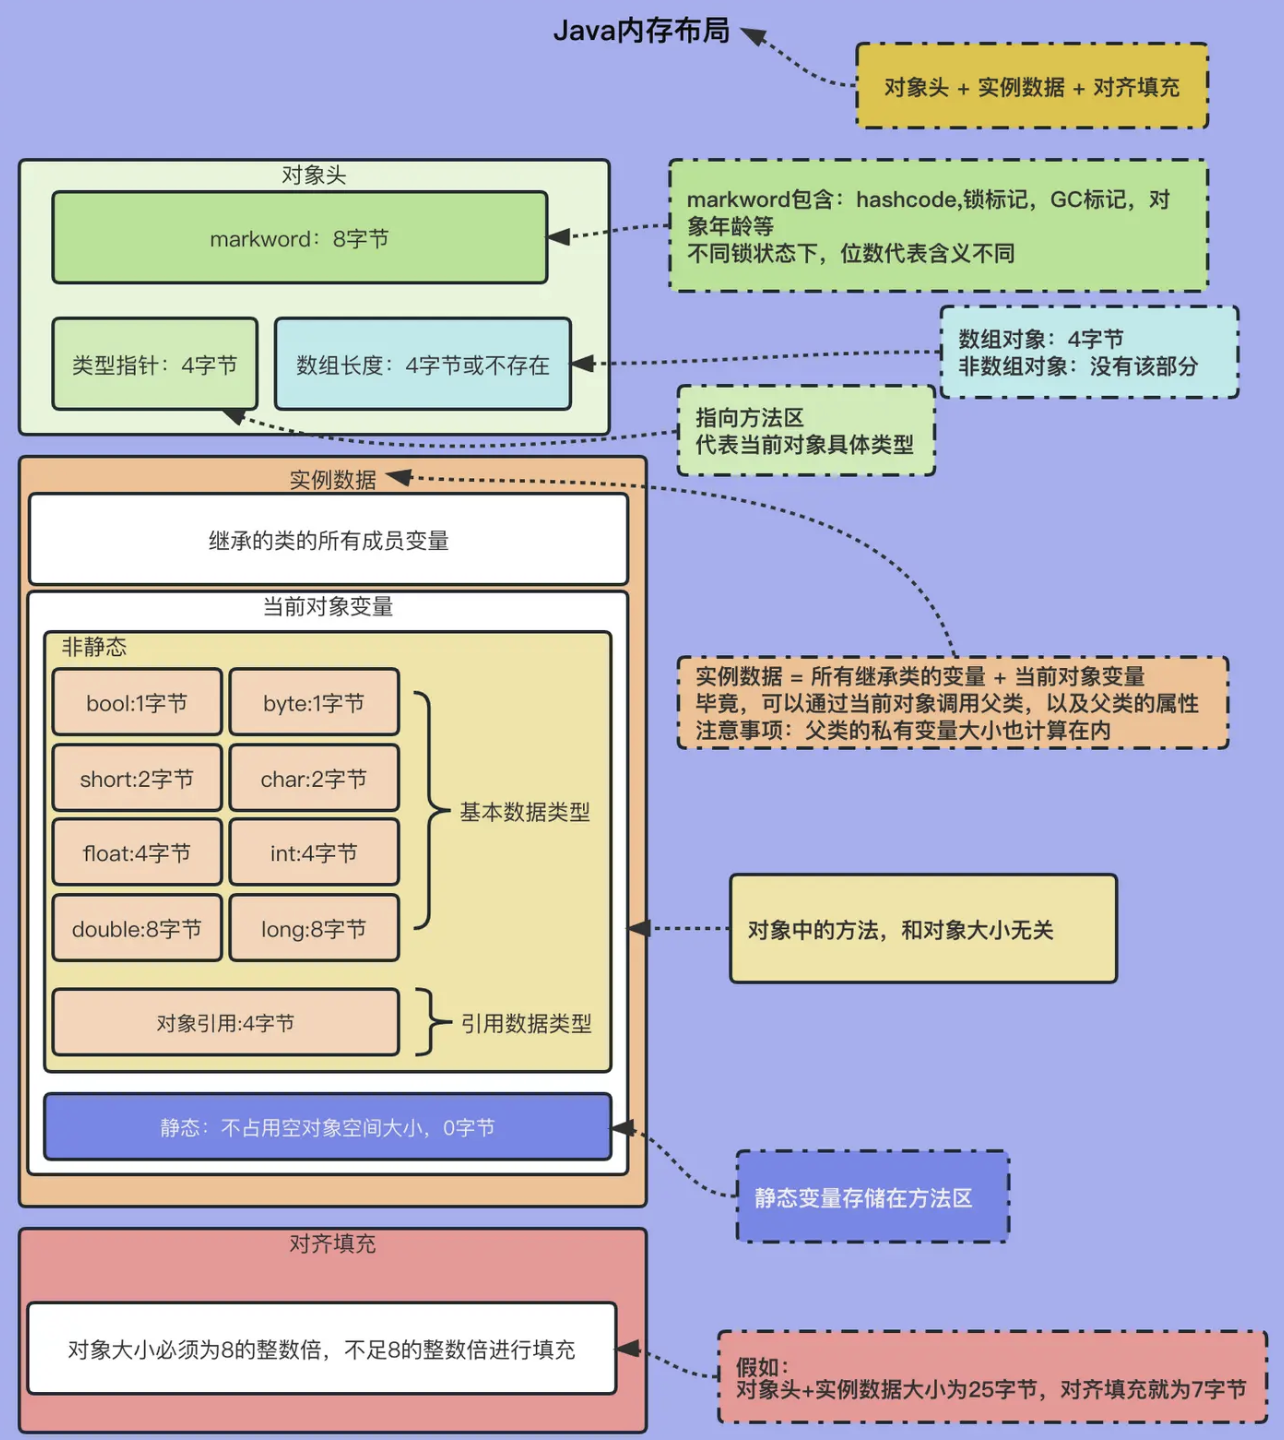 Java内存布局
对象头 + 实例数据 + 对齐填充
对象头
markword：8字节
markword包含：hashcode,锁标记，GC标记，对
象年龄等
不同锁状态下，位数代表含义不同
类型指针：4字节
数组长度：4字节或不存在
数组对象：4字节
非数组对象：没有该部分
指向方法区
代表当前对象具体类型
实例数据
继承的类的所有成员变量
当前对象变量
非静态
bool:1字节
byte:1字节
short:2字节
char:2字节
float:4字节
int:4字节
double:8字节
long:8字节
基本数据类型
对象引用:4字节
引用数据类型
实例数据 = 所有继承类的变量 + 当前对象变量
毕竟，可以通过当前对象调用父类，以及父类的属性
注意事项：父类的私有变量大小也计算在内
对象中的方法，和对象大小无关
静态：不占用空对象空间大小，0字节
静态变量存储在方法区
对齐填充
对象大小必须为8的整数倍，不足8的整数倍进行填充
假如：
对象头+实例数据大小为25字节，对齐填充就为7字节